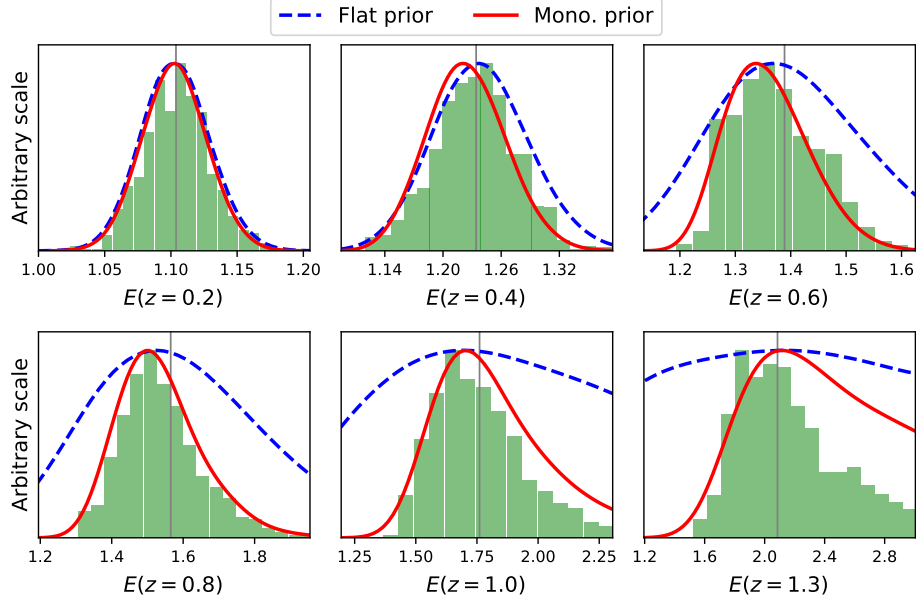 Flat prior Mono. prior
Arbitrary scale
1.00 1.05 1.10 1.15 1.20
E(z = 0.2)
1.14 1.20 1.26 1.32
E(z = 0.4)
1.2 1.3 1.4 1.5 1.6
E(z = 0.6)
Arbitrary scale
1.2 1.4 1.6 1.8
E(z = 0.8)
1.25 1.50 1.75 2.00 2.25
E(z = 1.0)
1.2 1.6 2.0 2.4 2.8
E(z = 1.3)